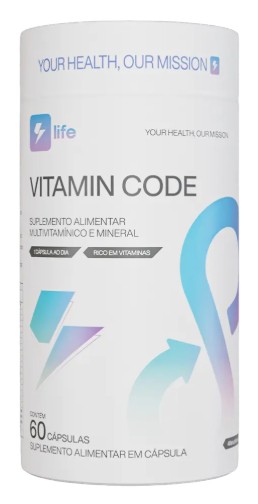 YOUR HEALTH, OUR MISSION
life
YOUR HEALTH, OUR MISSION
VITAMIN CODE
SUPLEMENTO ALIMENTAR
MULTIVITAMÍNICO E MINERAL
1 CÁPSULA AO DIA
RICO EM VITAMINAS
CONTÉM
60 CÁPSULAS
SUPLEMENTO ALIMENTAR EM CÁPSULA